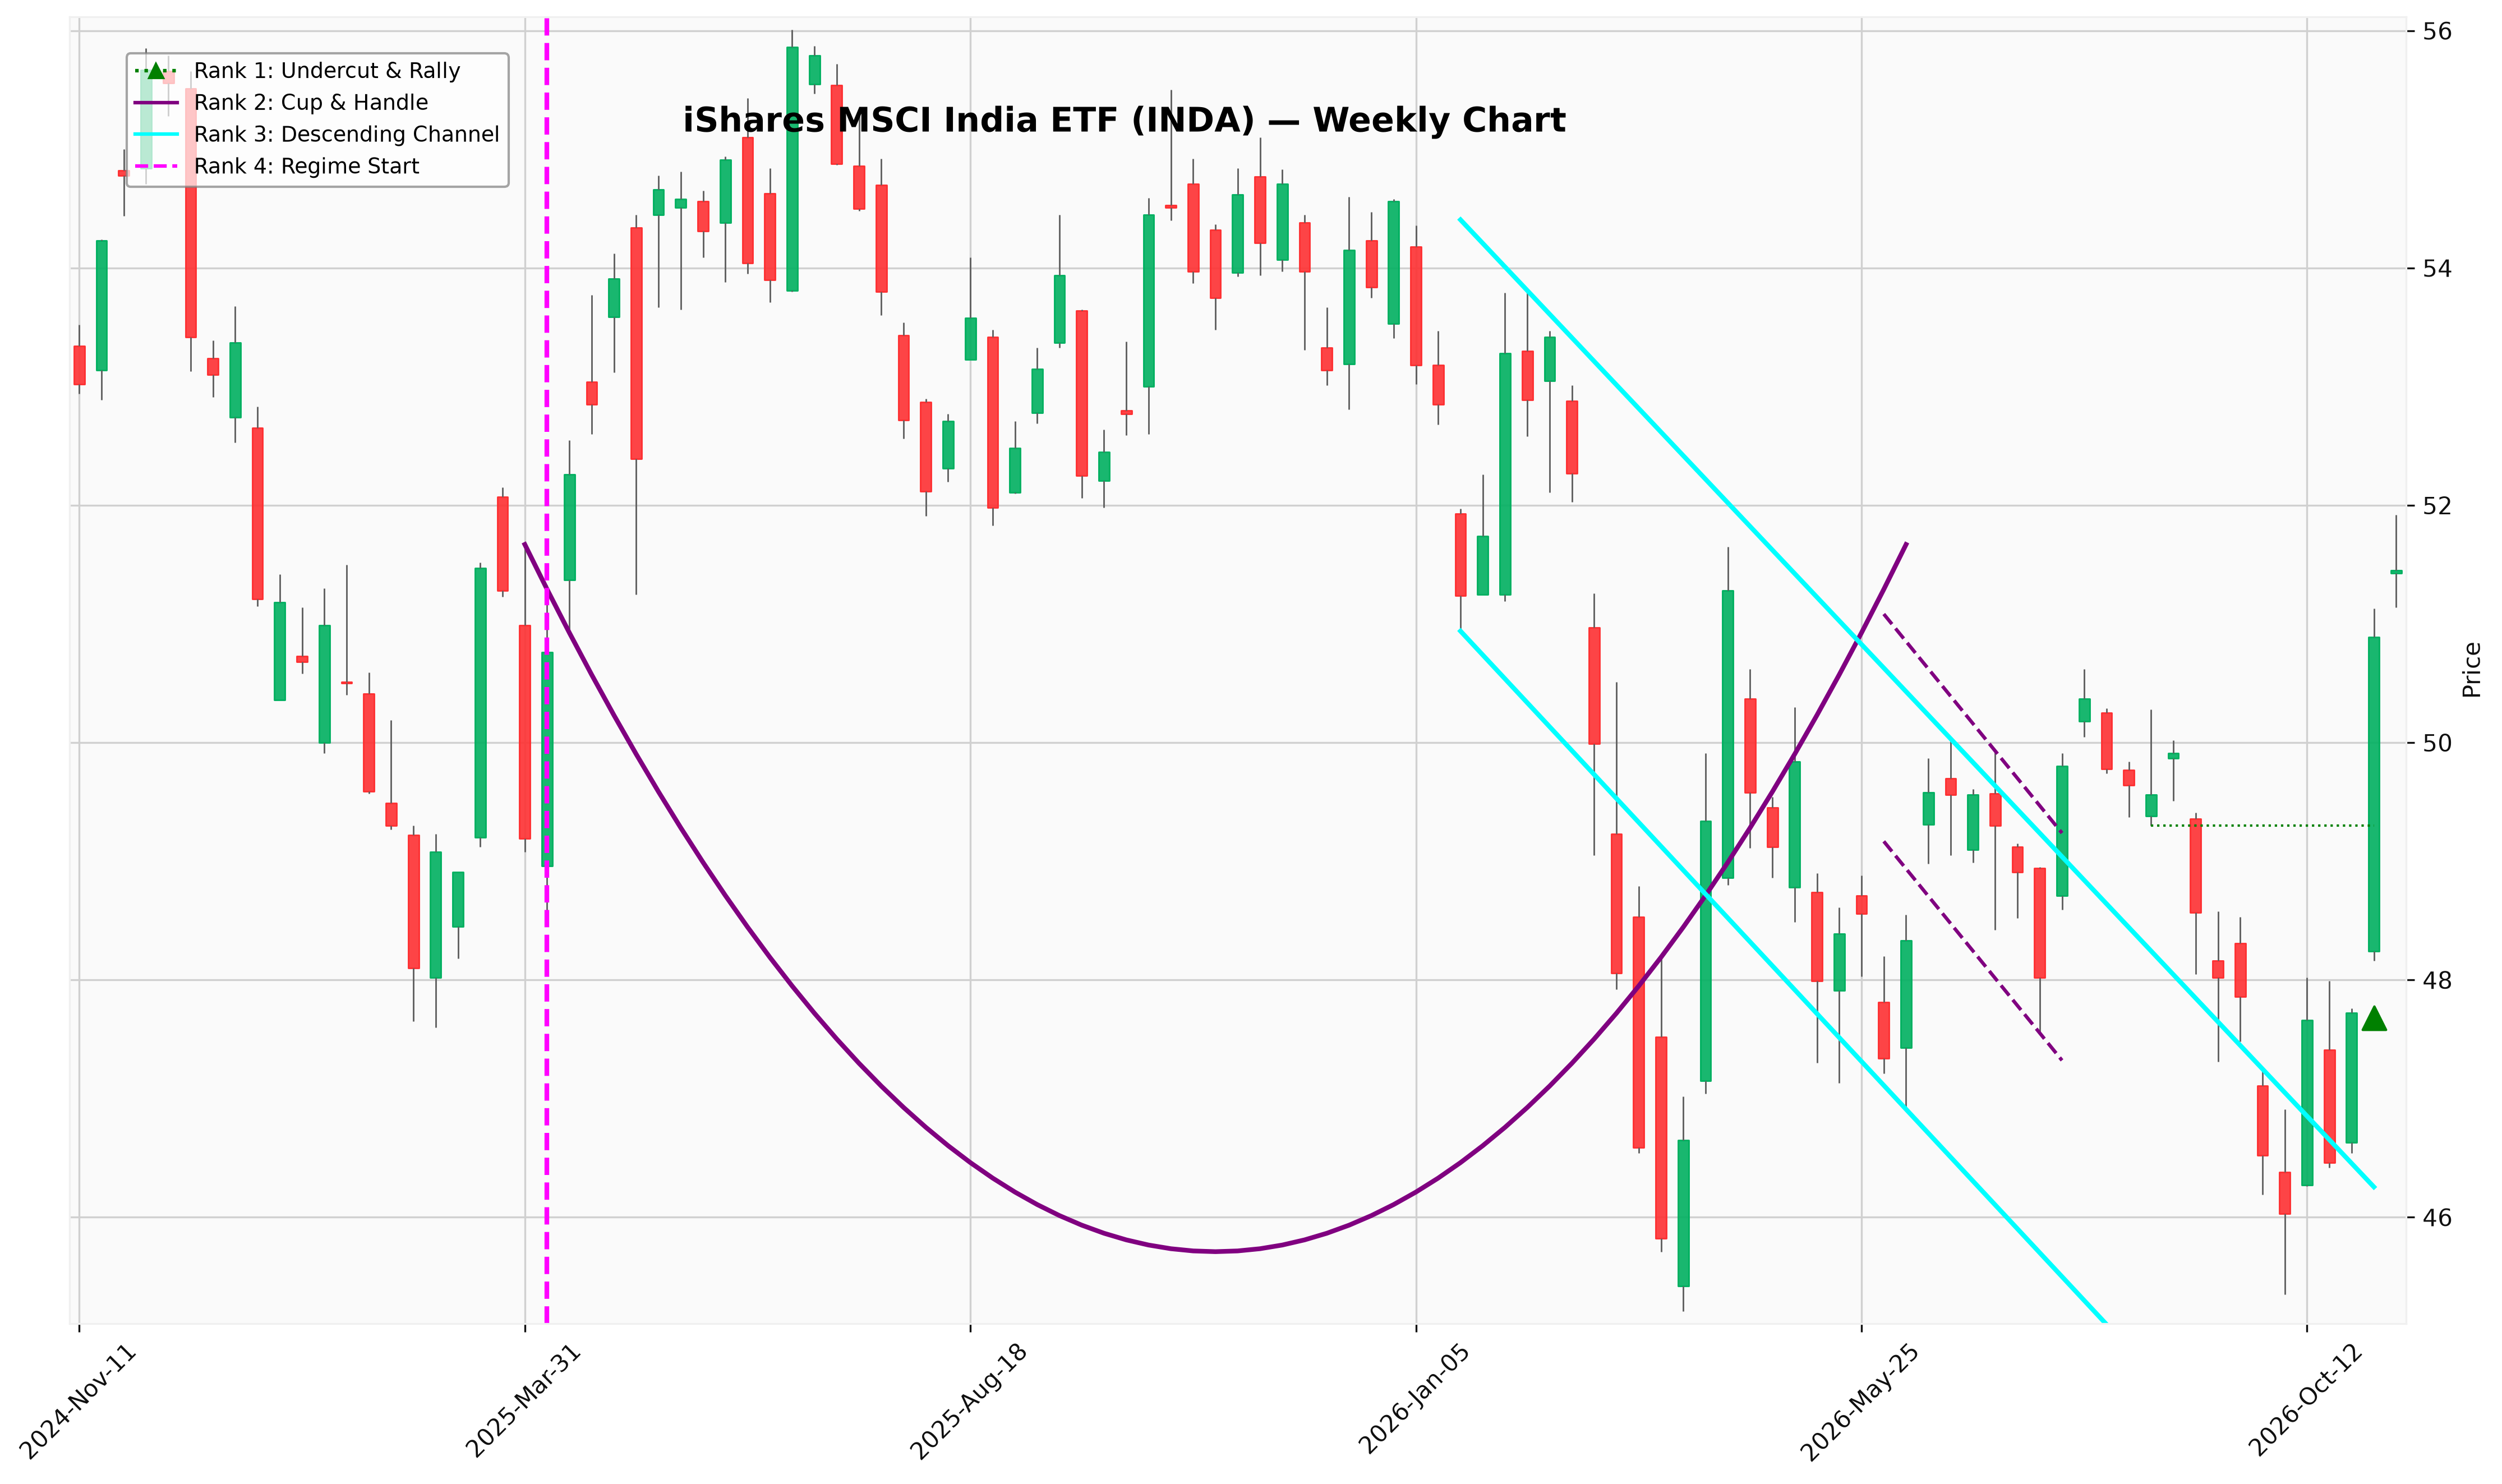 iShares MSCI India ETF (INDA) — Weekly Chart
Rank 1: Undercut & Rally
Rank 2: Cup & Handle
Rank 3: Descending Channel
Rank 4: Regime Start
56
54
52
50
48
46
Price
2024-Nov-11
2025-Mar-31
2025-Aug-18
2026-Jan-05
2026-May-25
2026-Oct-12